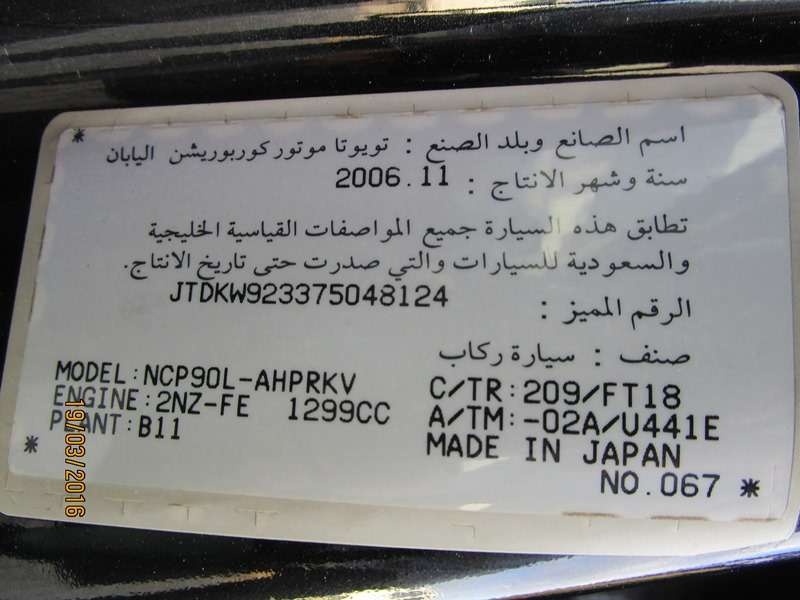 * اسم الصانع وبلد الصنع : تويوتا موتور كوربوريشن اليابان
سنة وشهر الانتاج : 2006.11
تطابق هذه السيارة جميع المواصفات القياسية الخليجية
والسعودية للسيارات والتي صدرت حتى تاريخ الانتاج.
الرقم المميز : JTDKW923375048124
صنف : سيارة ركاب
MODEL:NCP90L-AHPRKV C/TR:209/FT18
ENGINE:2NZ-FE 1299CC A/TM:-02A/U441E
PLANT:B11 MADE IN JAPAN
* NO.067 *
19/03/2016